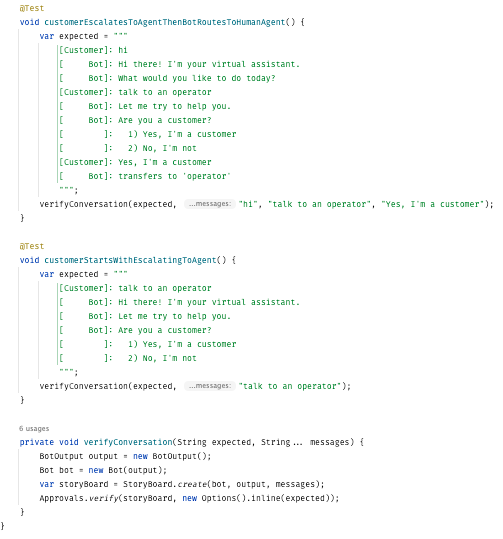 @Test
void customerEscalatesToAgentThenBotRoutesToHumanAgent() {
    var expected = """
        [Customer]: hi
        [     Bot]: Hi there! I'm your virtual assistant.
        [     Bot]: What would you like to do today?
        [Customer]: talk to an operator
        [     Bot]: Let me try to help you.
        [     Bot]: Are you a customer?
        [        ]:   1) Yes, I'm a customer
        [        ]:   2) No, I'm not
        [Customer]: Yes, I'm a customer
        [     Bot]: transfers to 'operator'
        """;
    verifyConversation(expected, ...messages: "hi", "talk to an operator", "Yes, I'm a customer");
}
@Test
void customerStartsWithEscalatingToAgent() {
    var expected = """
        [Customer]: talk to an operator
        [     Bot]: Hi there! I'm your virtual assistant.
        [     Bot]: Let me try to help you.
        [     Bot]: Are you a customer?
        [        ]:   1) Yes, I'm a customer
        [        ]:   2) No, I'm not
        """;
    verifyConversation(expected, ...messages: "talk to an operator");
}
6 usages
private void verifyConversation(String expected, String... messages) {
    BotOutput output = new BotOutput();
    Bot bot = new Bot(output);
    var storyBoard = StoryBoard.create(bot, output, messages);
    Approvals.verify(storyBoard, new Options().inline(expected));
}
}